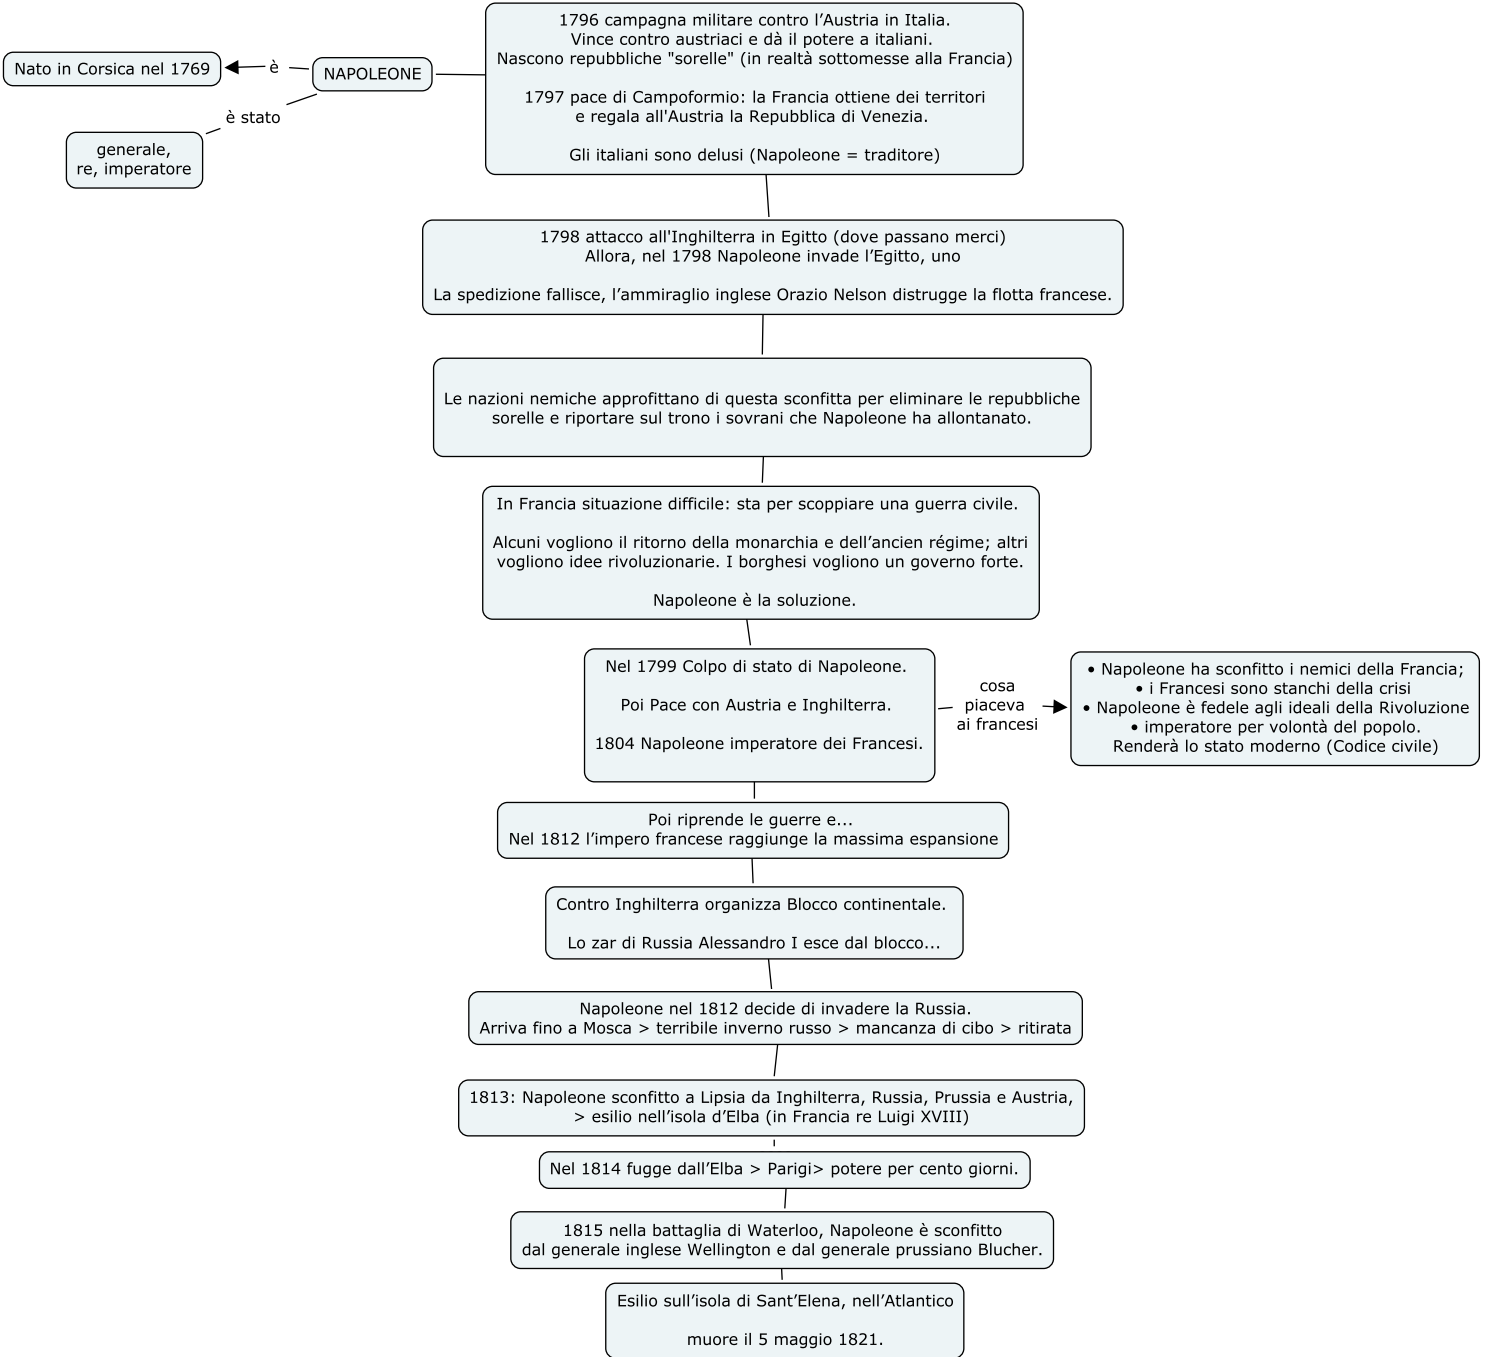 Nato in Corsica nel 1769
è
NAPOLEONE
è stato
generale,
re, imperatore
1796 campagna militare contro l’Austria in Italia.
Vince contro austriaci e dà il potere a italiani.
Nascono repubbliche "sorelle" (in realtà sottomesse alla Francia)
1797 pace di Campoformio: la Francia ottiene dei territori
e regala all'Austria la Repubblica di Venezia.
Gli italiani sono delusi (Napoleone = traditore)
1798 attacco all'Inghilterra in Egitto (dove passano merci)
Allora, nel 1798 Napoleone invade l’Egitto, uno
La spedizione fallisce, l’ammiraglio inglese Orazio Nelson distrugge la flotta francese.
Le nazioni nemiche approfittano di questa sconfitta per eliminare le repubbliche
sorelle e riportare sul trono i sovrani che Napoleone ha allontanato.
In Francia situazione difficile: sta per scoppiare una guerra civile.
Alcuni vogliono il ritorno della monarchia e dell’ancien régime; altri
vogliono idee rivoluzionarie. I borghesi vogliono un governo forte.
Napoleone è la soluzione.
Nel 1799 Colpo di stato di Napoleone.
Poi Pace con Austria e Inghilterra.
1804 Napoleone imperatore dei Francesi.
cosa
piaceva
ai francesi
• Napoleone ha sconfitto i nemici della Francia;
• i Francesi sono stanchi della crisi
• Napoleone è fedele agli ideali della Rivoluzione
• imperatore per volontà del popolo.
Renderà lo stato moderno (Codice civile)
Poi riprende le guerre e...
Nel 1812 l’impero francese raggiunge la massima espansione
Contro Inghilterra organizza Blocco continentale.
Lo zar di Russia Alessandro I esce dal blocco...
Napoleone nel 1812 decide di invadere la Russia.
Arriva fino a Mosca > terribile inverno russo > mancanza di cibo > ritirata
1813: Napoleone sconfitto a Lipsia da Inghilterra, Russia, Prussia e Austria,
> esilio nell’isola d’Elba (in Francia re Luigi XVIII)
Nel 1814 fugge dall’Elba > Parigi> potere per cento giorni.
1815 nella battaglia di Waterloo, Napoleone è sconfitto
dal generale inglese Wellington e dal generale prussiano Blucher.
Esilio sull’isola di Sant’Elena, nell’Atlantico
muore il 5 maggio 1821.